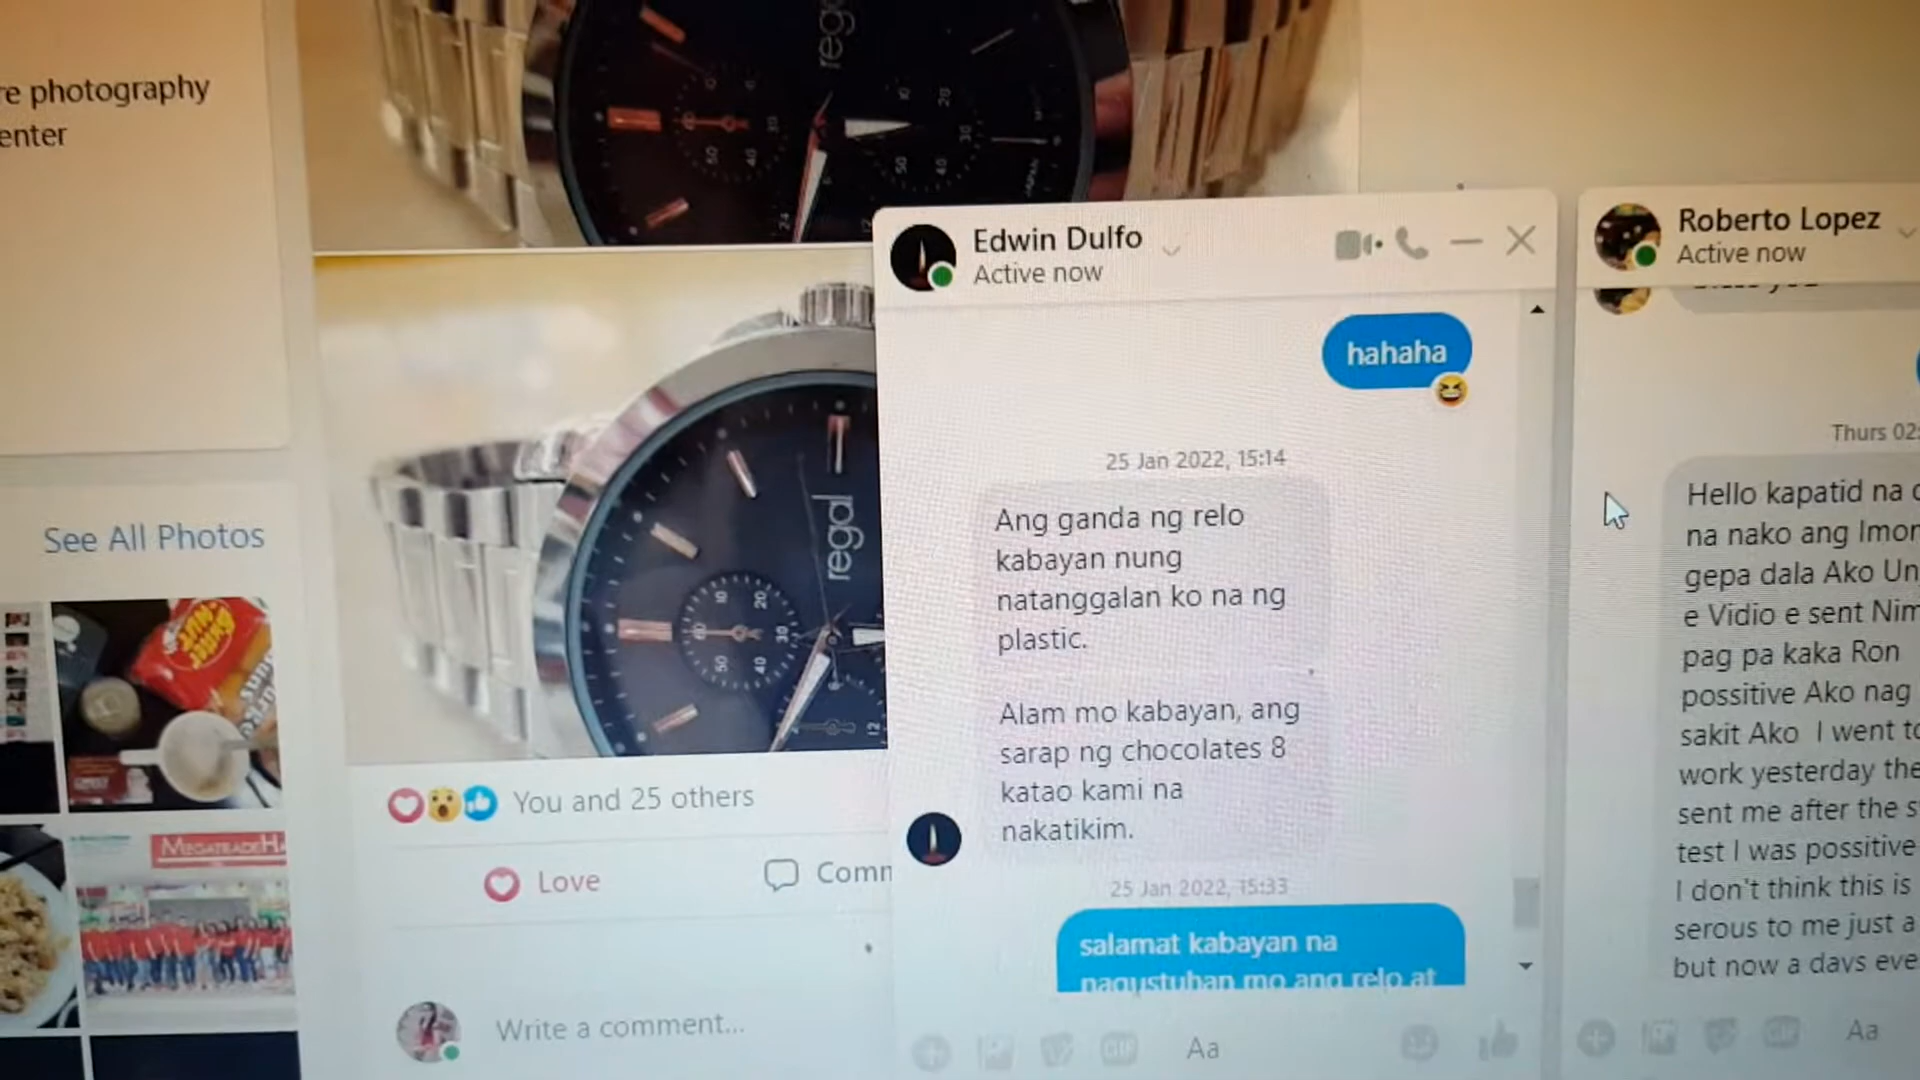 re photography
enter
See All Photos
regal
MEGATRADE HA
You and 25 others
Love
Comm
Write a comment...
Edwin Dulfo
Active now
hahaha
25 Jan 2022, 15:14
Ang ganda ng relo
kabayan nung
natanggalan ko na ng
plastic.
Alam mo kabayan, ang
sarap ng chocolates 8
katao kami na
nakatikim.
25 Jan 2022, 15:33
salamat kabayan na
nagustuhan mo ang relo at
GIF
Aa
Roberto Lopez
Active now
Thurs 02:
Hello kapatid na
na nako ang Imor
gepa dala Ako Un
e Vidio e sent Nim
pag pa kaka Ron
possitive Ako nag
sakit Ako I went to
work yesterday the
sent me after the s
test I was possitive
I don't think this is
serous to me just a
but now a days eve
GIF
Aa